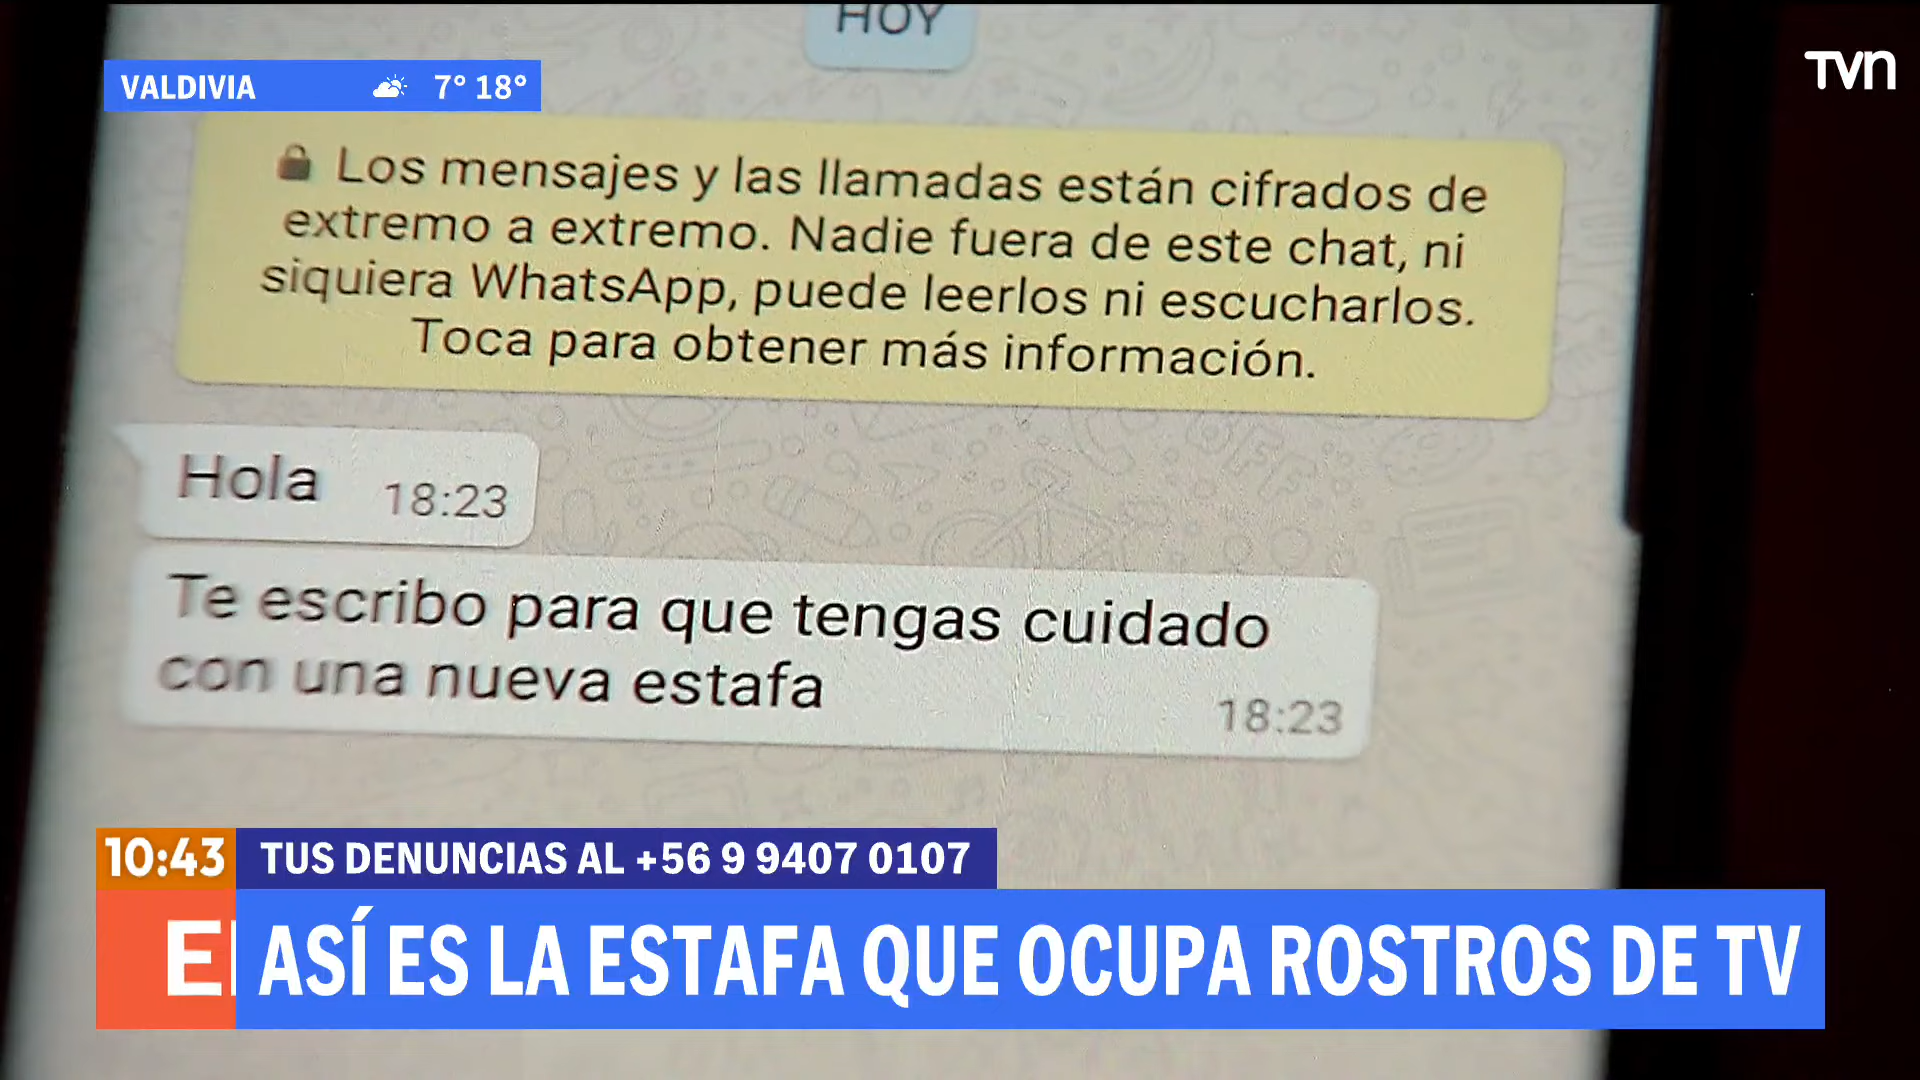 HOY
VALDIVIA 7° 18°
TVN
Los mensajes y las llamadas están cifrados de
extremo a extremo. Nadie fuera de este chat, ni
siquiera WhatsApp, puede leerlos ni escucharlos.
Toca para obtener más información.
Hola 18:23
Te escribo para que tengas cuidado
con una nueva estafa
18:23
10:43 TUS DENUNCIAS AL +56 9 9407 0107
ASÍ ES LA ESTAFA QUE OCUPA ROSTROS DE TV